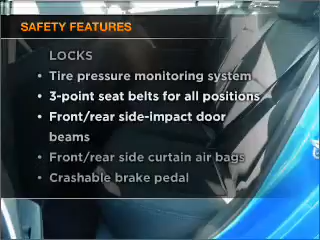 SAFETY FEATURES
LOCKS
• Tire pressure monitoring system
• 3-point seat belts for all positions
• Front/rear side-impact door
beams
• Front/rear side curtain air bags
• Crashable brake pedal